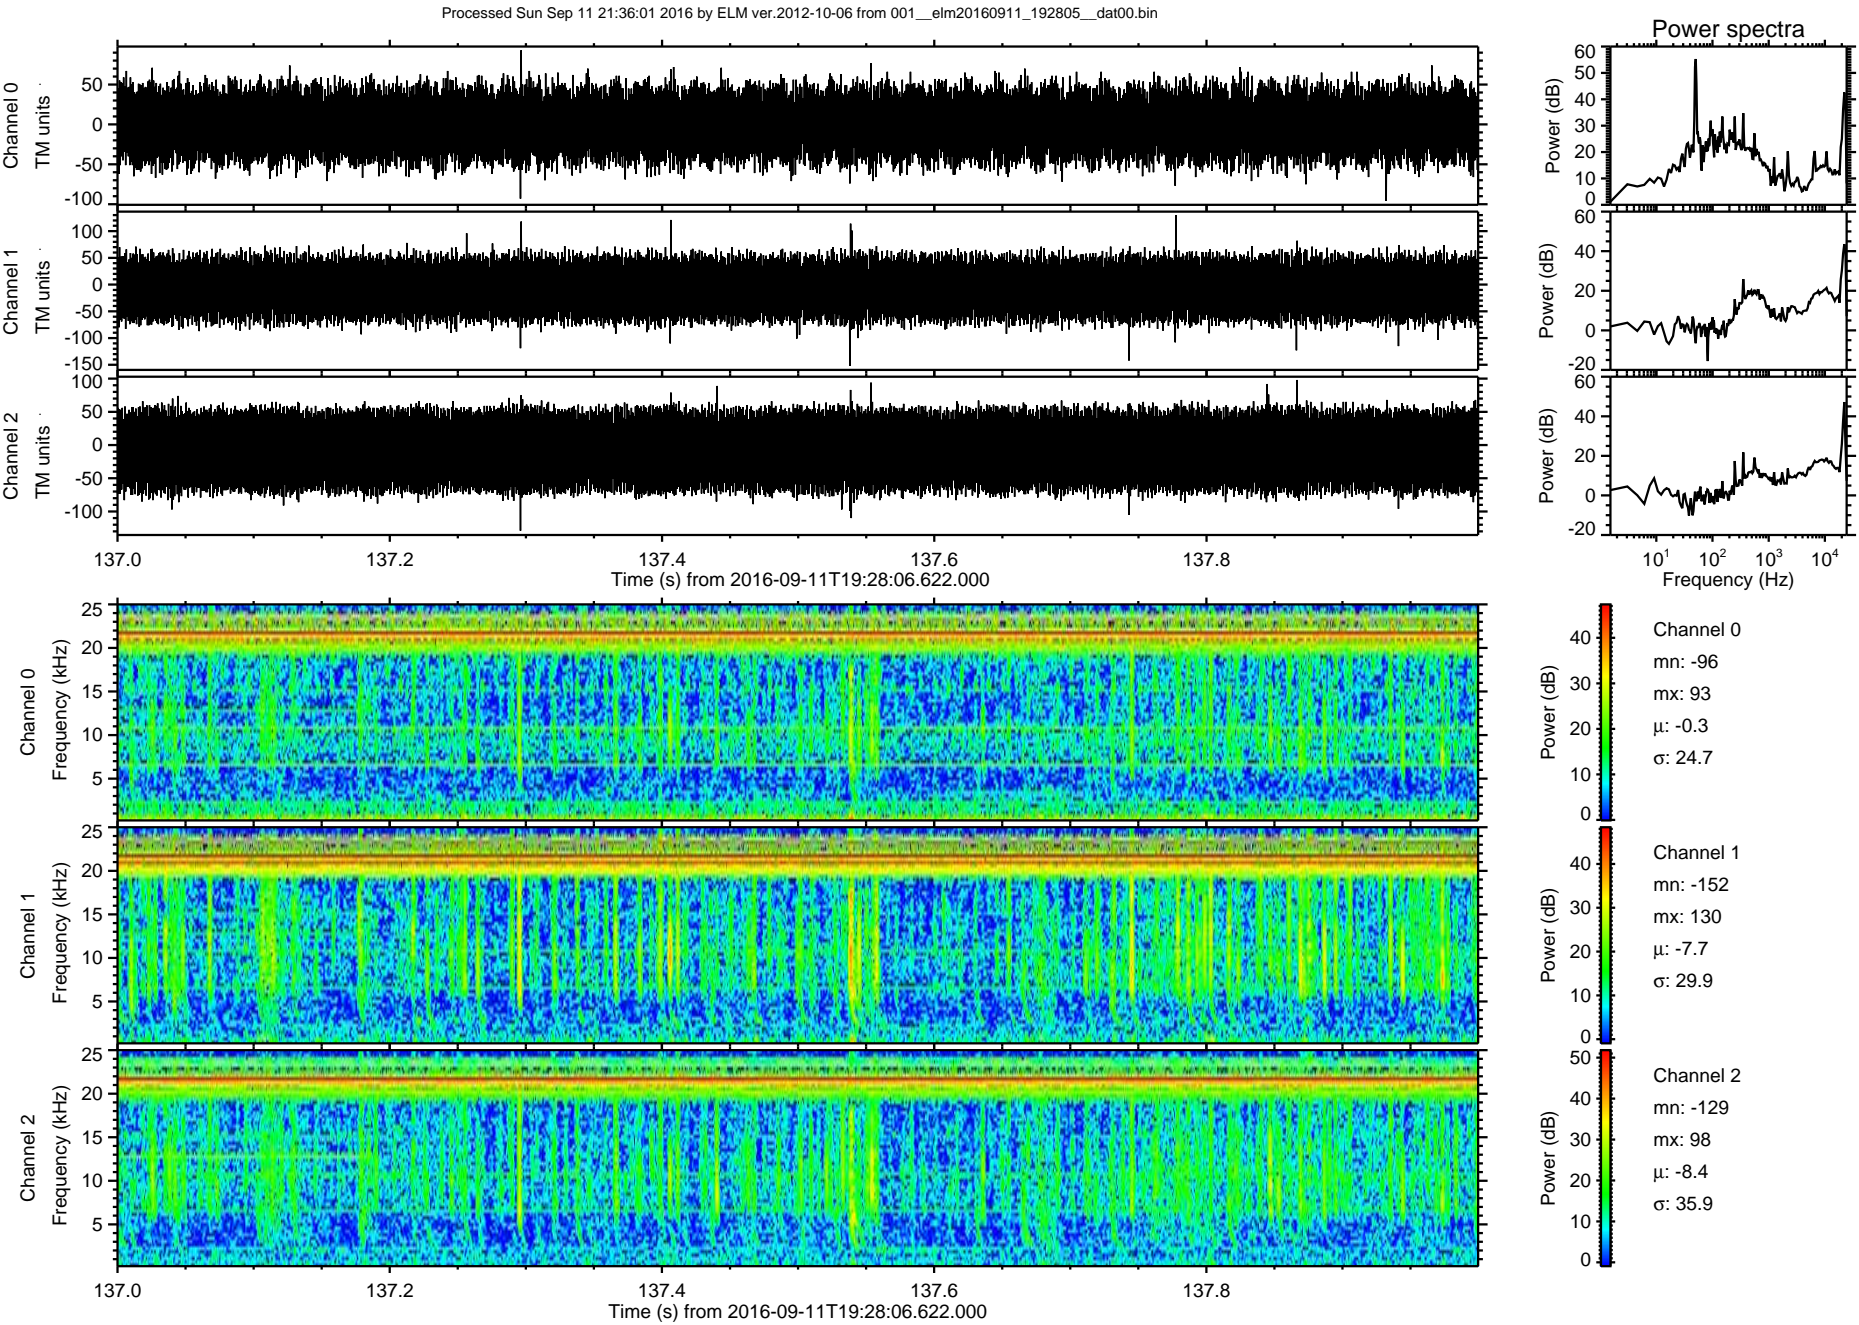 Processed Sun Sep 11 21:36:01 2016 by ELM ver.2012-10-06 from 001__elm20160911_192805__dat00.bin
Power spectra
Channel 0
TM units
50
0
-50
-100
Power (dB)
60
50
40
30
20
10
0
Channel 1
TM units
100
50
0
-50
-100
-150
Power (dB)
60
40
20
0
-20
Channel 2
TM units
100
50
0
-50
-100
Power (dB)
60
40
20
0
-20
137.0 137.2 137.4 137.6 137.8
Time (s) from 2016-09-11T19:28:06.622.000
10^1 10^2 10^3 10^4
Frequency (Hz)
Channel 0
Frequency (kHz)
25
20
15
10
5
Power (dB)
40
30
20
10
0
Channel 0
mn: -96
mx: 93
μ: -0.3
σ: 24.7
Channel 1
Frequency (kHz)
25
20
15
10
5
Power (dB)
40
30
20
10
0
Channel 1
mn: -152
mx: 130
μ: -7.7
σ: 29.9
Channel 2
Frequency (kHz)
25
20
15
10
5
Power (dB)
50
40
30
20
10
0
Channel 2
mn: -129
mx: 98
μ: -8.4
σ: 35.9
137.0 137.2 137.4 137.6 137.8
Time (s) from 2016-09-11T19:28:06.622.000